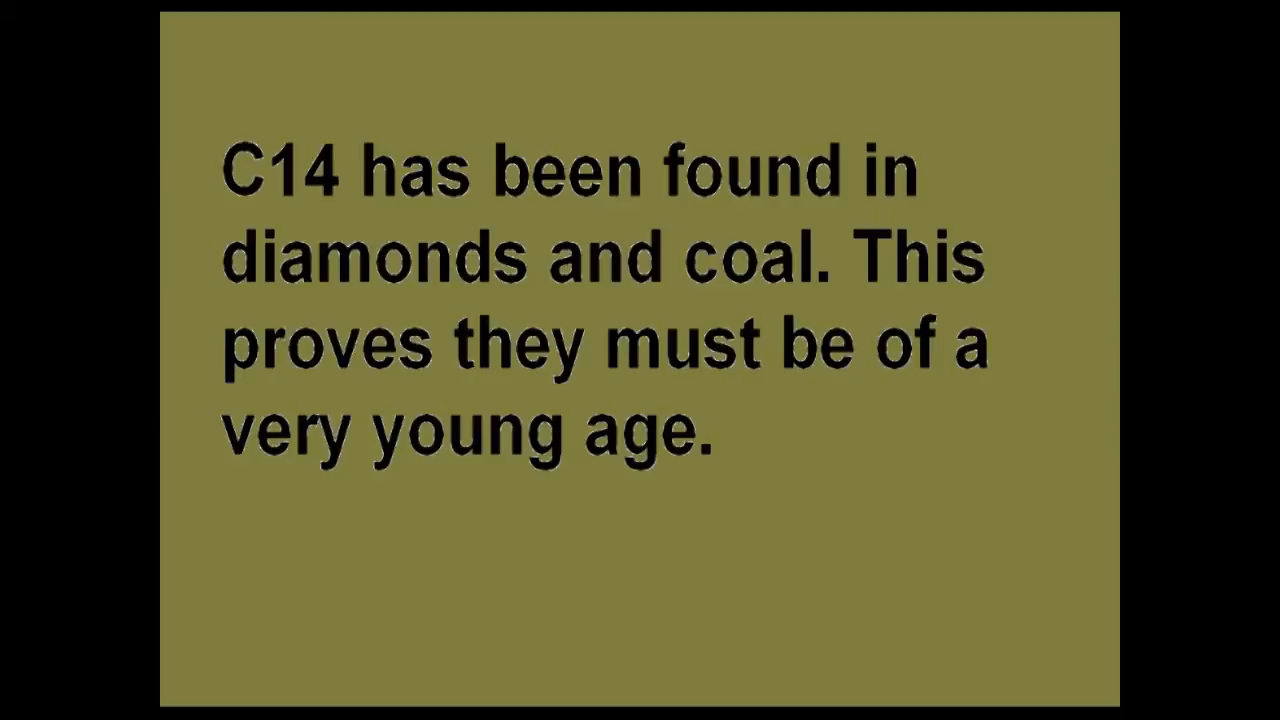 C14 has been found in
diamonds and coal. This
proves they must be of a
very young age.